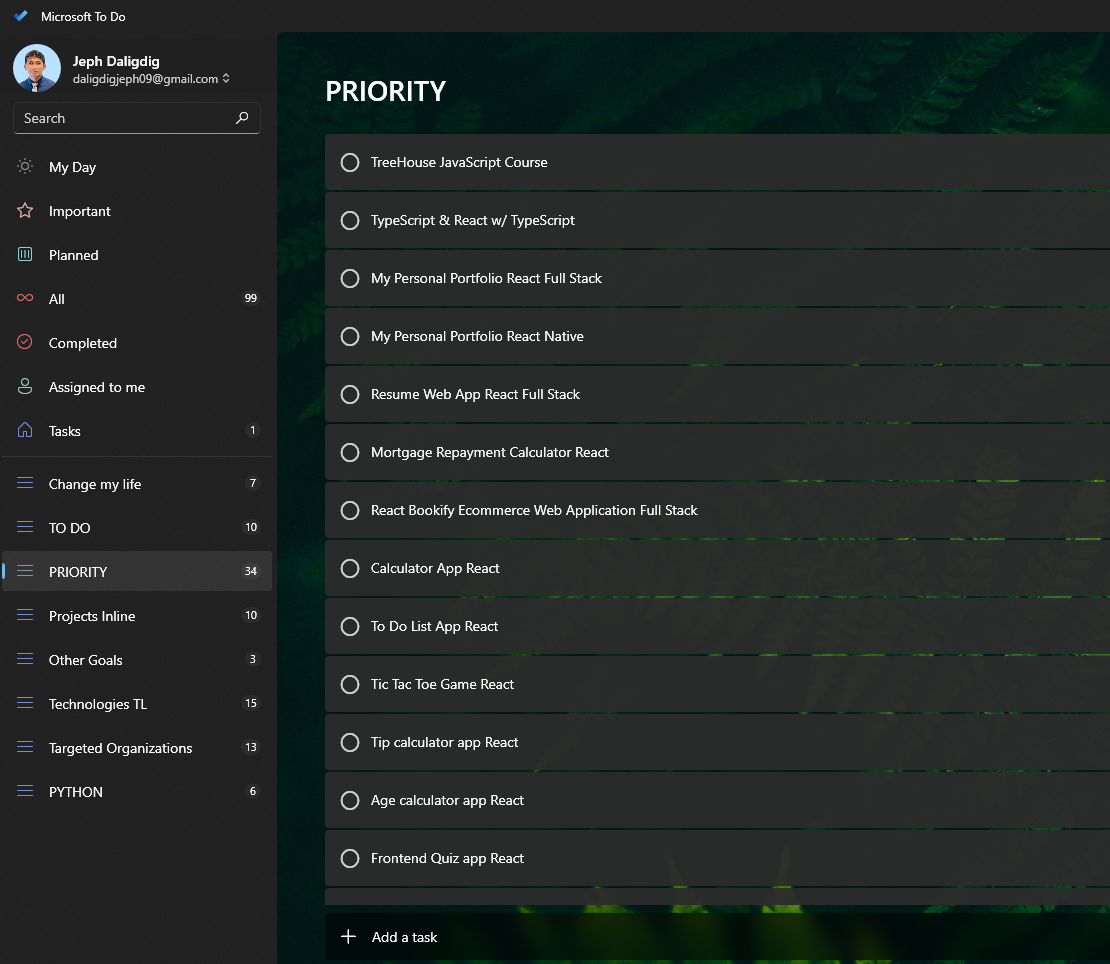 Microsoft To Do
Jeph Daligdig
daligdigjeph09@gmail.com
Search
My Day
Important
Planned
All 99
Completed
Assigned to me
Tasks 1
Change my life 7
TO DO 10
PRIORITY 34
Projects Inline 10
Other Goals 3
Technologies TL 15
Targeted Organizations 13
PYTHON 6
PRIORITY
TreeHouse JavaScript Course
TypeScript & React w/ TypeScript
My Personal Portfolio React Full Stack
My Personal Portfolio React Native
Resume Web App React Full Stack
Mortgage Repayment Calculator React
React Bookify Ecommerce Web Application Full Stack
Calculator App React
To Do List App React
Tic Tac Toe Game React
Tip calculator app React
Age calculator app React
Frontend Quiz app React
Add a task